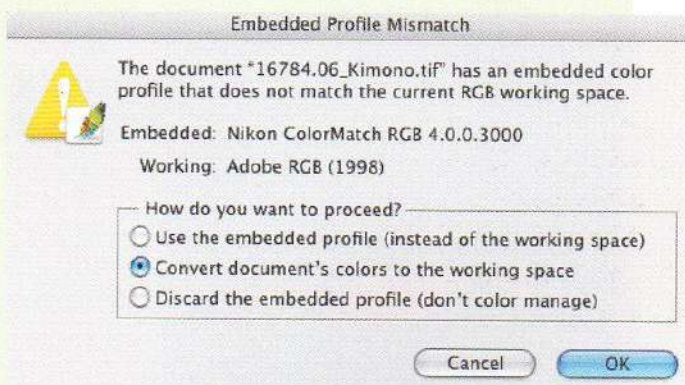 Embedded Profile Mismatch
The document "16784.06_Kimono.tif" has an embedded color
profile that does not match the current RGB working space.
Embedded: Nikon ColorMatch RGB 4.0.0.3000
Working: Adobe RGB (1998)
How do you want to proceed?
Use the embedded profile (instead of the working space)
Convert document's colors to the working space
Discard the embedded profile (don't color manage)
Cancel OK